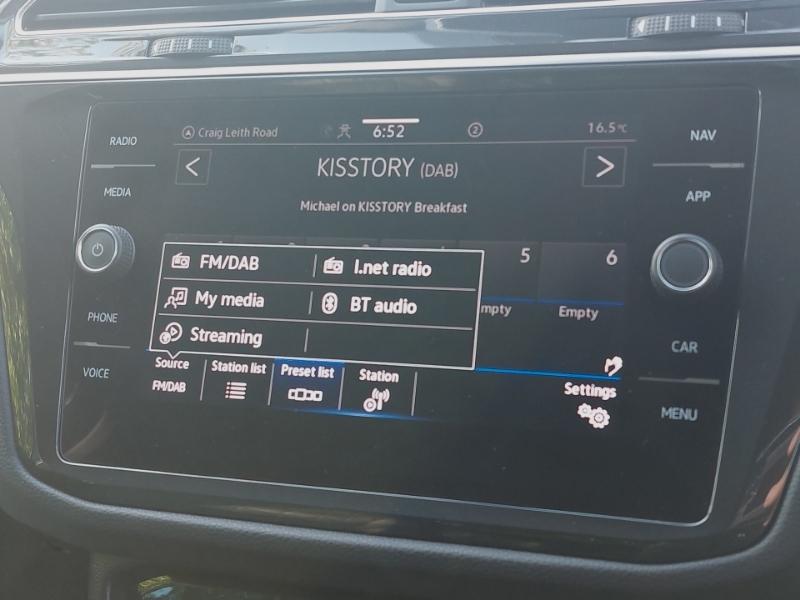 RADIO
MEDIA
PHONE
VOICE
Craig Leith Road
6:52
2
16.5°C
<
KISSTORY (DAB)
>
Michael on KISSTORY Breakfast
5
6
Empty
FM/DAB
I.net radio
My media
BT audio
Streaming
Source
FM/DAB
Station list
Preset list
Station
Settings
NAV
APP
CAR
MENU